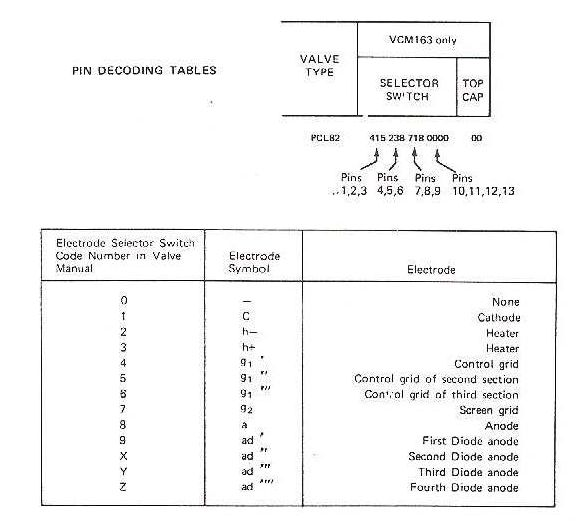 PIN DECODING TABLES
VALVE TYPE
VCM163 only
SELECTOR SWITCH
TOP CAP
PCL82 415 238 718 0000 00
Pins Pins Pins Pins
..1,2,3 4,5,6 7,8,9 10,11,12,13
Electrode Selector Switch
Code Number in Valve
Manual
Electrode
Symbol
Electrode
0 — None
1 C Cathode
2 h— Heater
3 h+ Heater
4 g1 ' Control grid
5 g1 '' Control grid of second section
6 g1 ''' Control grid of third section
7 g2 Screen grid
8 a Anode
9 ad ' First Diode anode
X ad '' Second Diode anode
Y ad ''' Third Diode anode
Z ad '''' Fourth Diode anode